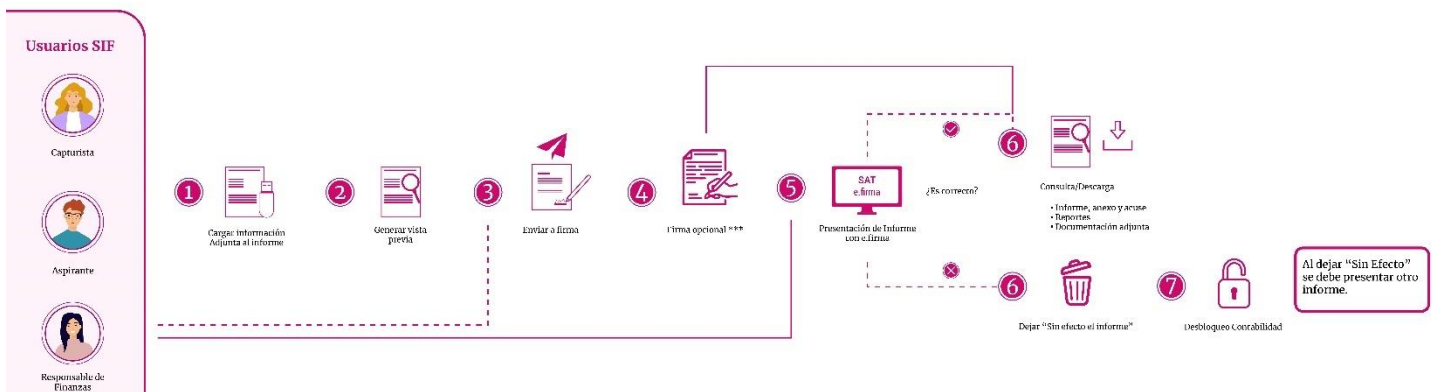 Usuarios SIF
Capturista
Aspirante
Responsable de
Finanzas
1
Cargar información
Adjunta al informe
2
Generar vista
previa
3
Enviar a firma
4
Firma opcional ***
5
SAT
e.firma
Presentación de Informe
con e.firma
¿Es correcto?
6
Consulta/Descarga
• Informe, anexo y acuse
• Reportes
• Documentación adjunta
6
Dejar “Sin efecto el informe”
7
Desbloqueo Contabilidad
Al dejar “Sin Efecto”
se debe presentar otro
informe.